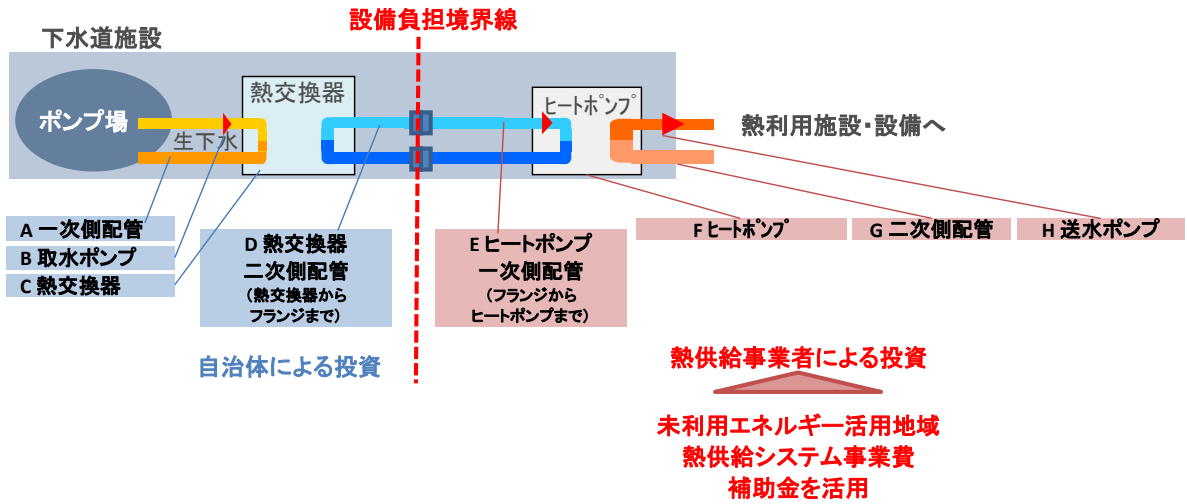 設備負担境界線
下水道施設
ポンプ場
生下水
熱交換器
ヒートポンプ
熱利用施設・設備へ
A 一次側配管
B 取水ポンプ
C 熱交換器
D 熱交換器
二次側配管
(熱交換器から
フランジまで)
E ヒートポンプ
一次側配管
(フランジから
ヒートポンプまで)
F ヒートポンプ
G 二次側配管
H 送水ポンプ
自治体による投資
熱供給事業者による投資
未利用エネルギー活用地域
熱供給システム事業費
補助金を活用